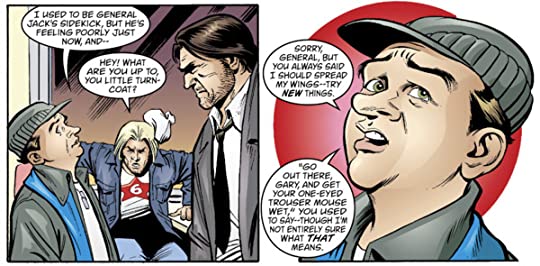 I USED TO BE GENERAL
JACK'S SIDEKICK, BUT HE'S
FEELING POORLY JUST
NOW, AND--
HEY! WHAT
ARE YOU UP TO,
YOU LITTLE TURN-
COAT?
6
SORRY,
GENERAL, BUT
YOU ALWAYS SAID
I SHOULD SPREAD
MY WINGS--TRY
NEW THINGS.
"GO
OUT THERE,
GARY, AND GET
YOUR ONE-EYED
TROUSER MOUSE
WET," YOU USED
TO SAY--THOUGH I'M
NOT ENTIRELY SURE
WHAT THAT
MEANS.